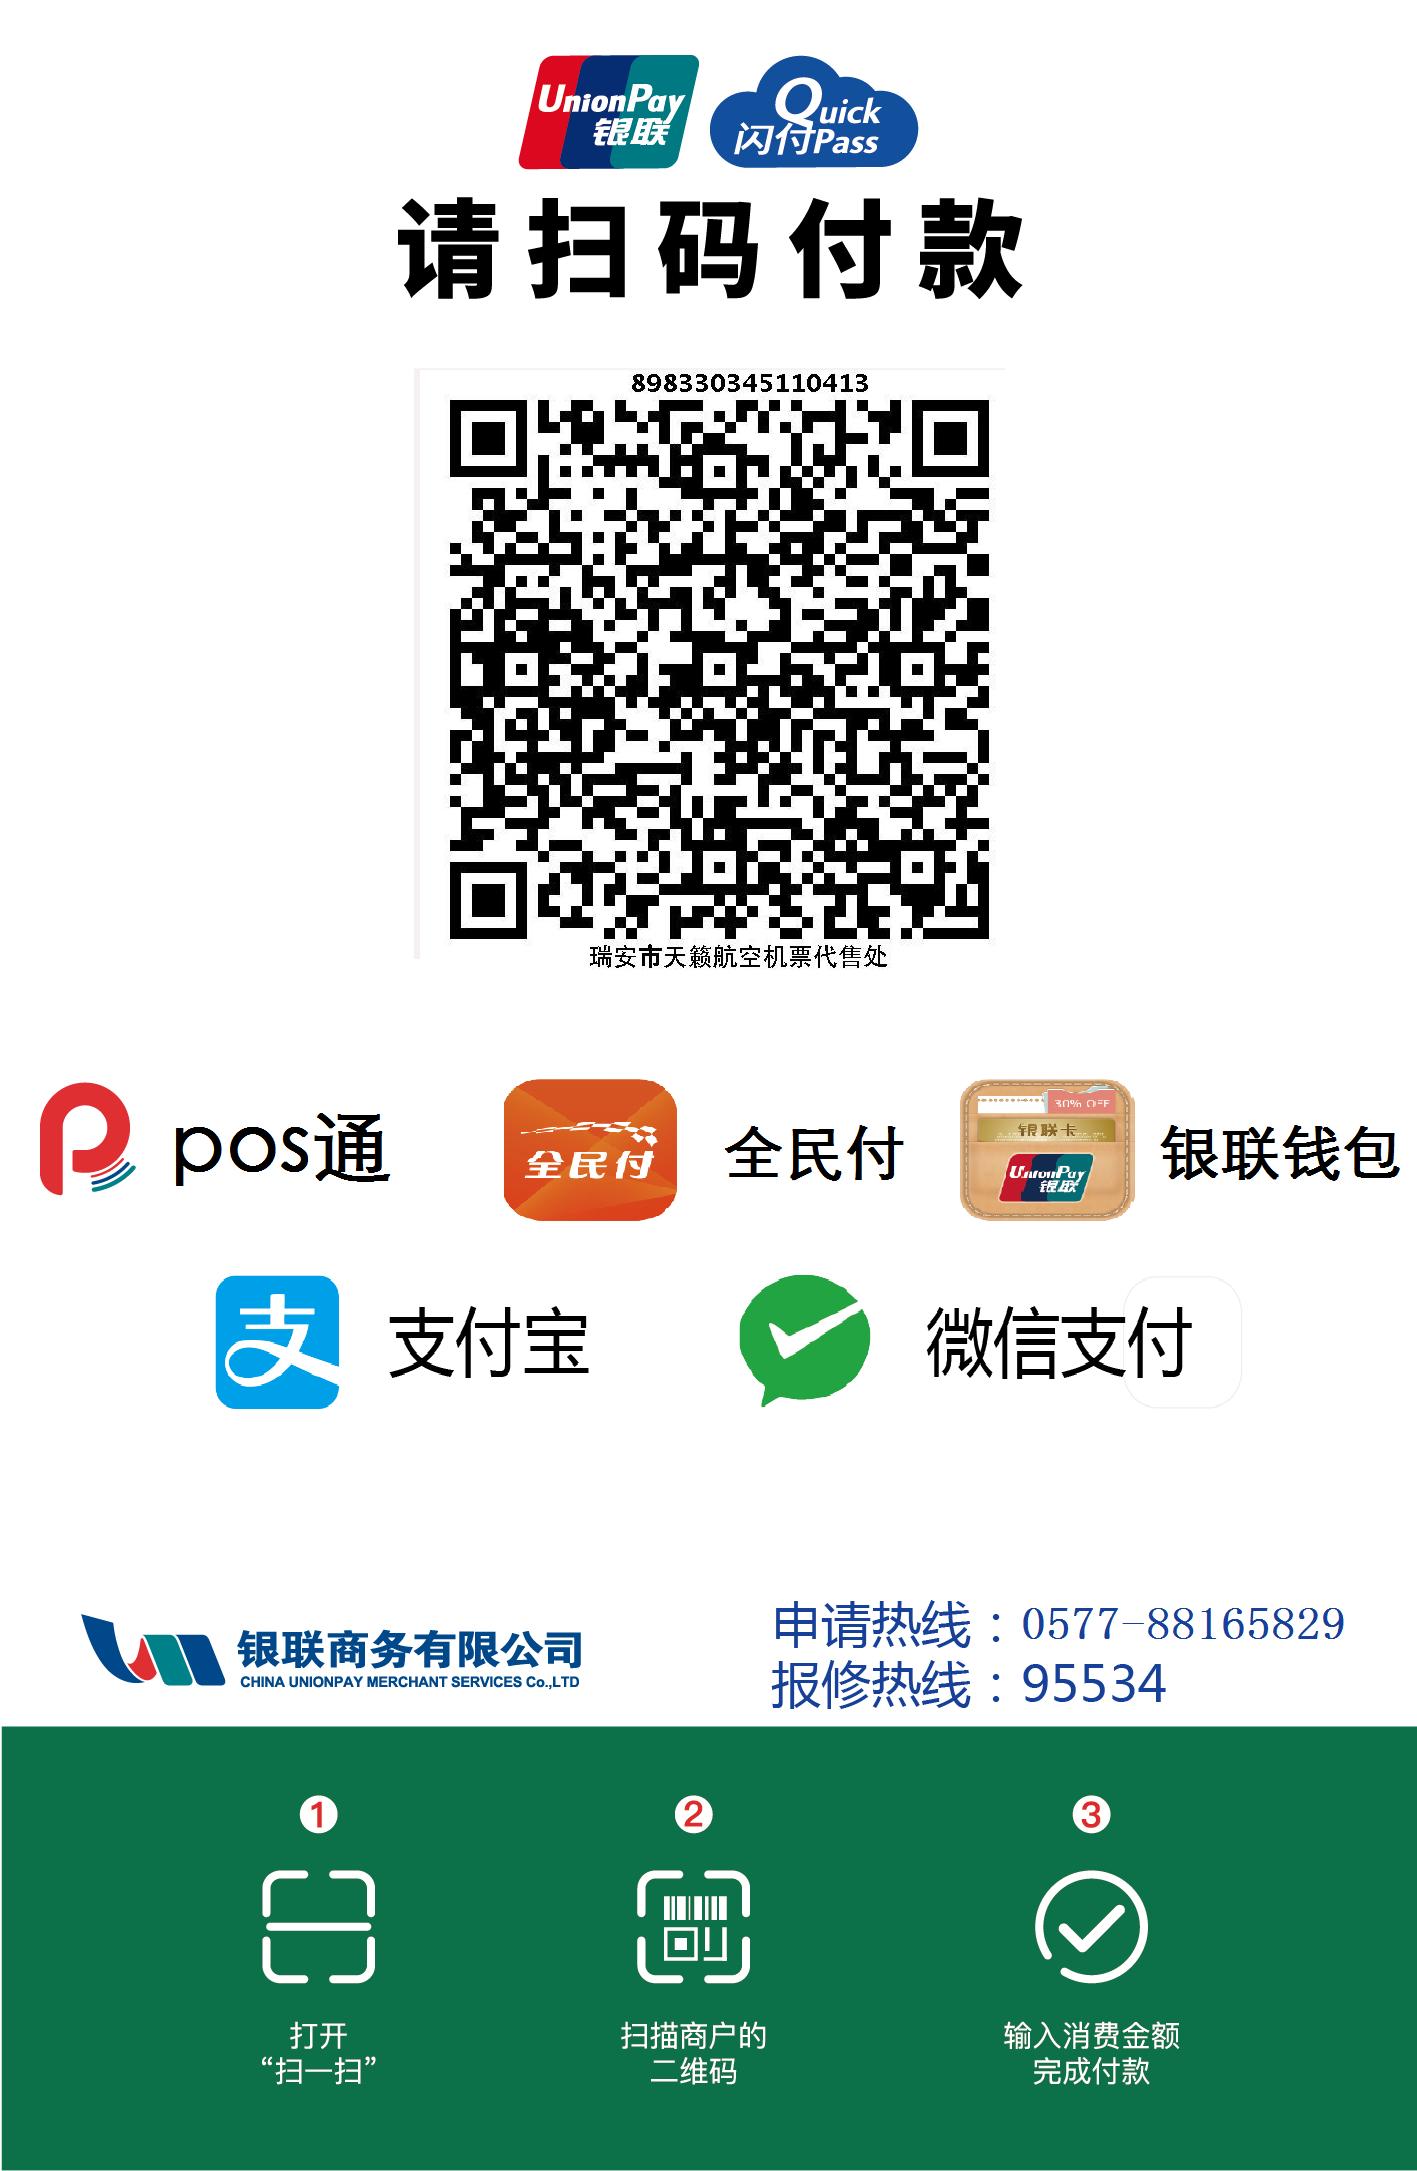 UnionPay
银联
Quick
闪付Pass
请扫码付款
898330345110413
瑞安市天籁航空机票代售处
pos通
全民付
全民付
30% OFF
银联卡
UnionPay
银联
银联钱包
支
支付宝
微信支付
银联商务有限公司
CHINA UNIONPAY MERCHANT SERVICES Co.,LTD
申请热线：0577-88165829
报修热线：95534
1
打开
“扫一扫”
2
扫描商户的
二维码
3
输入消费金额
完成付款